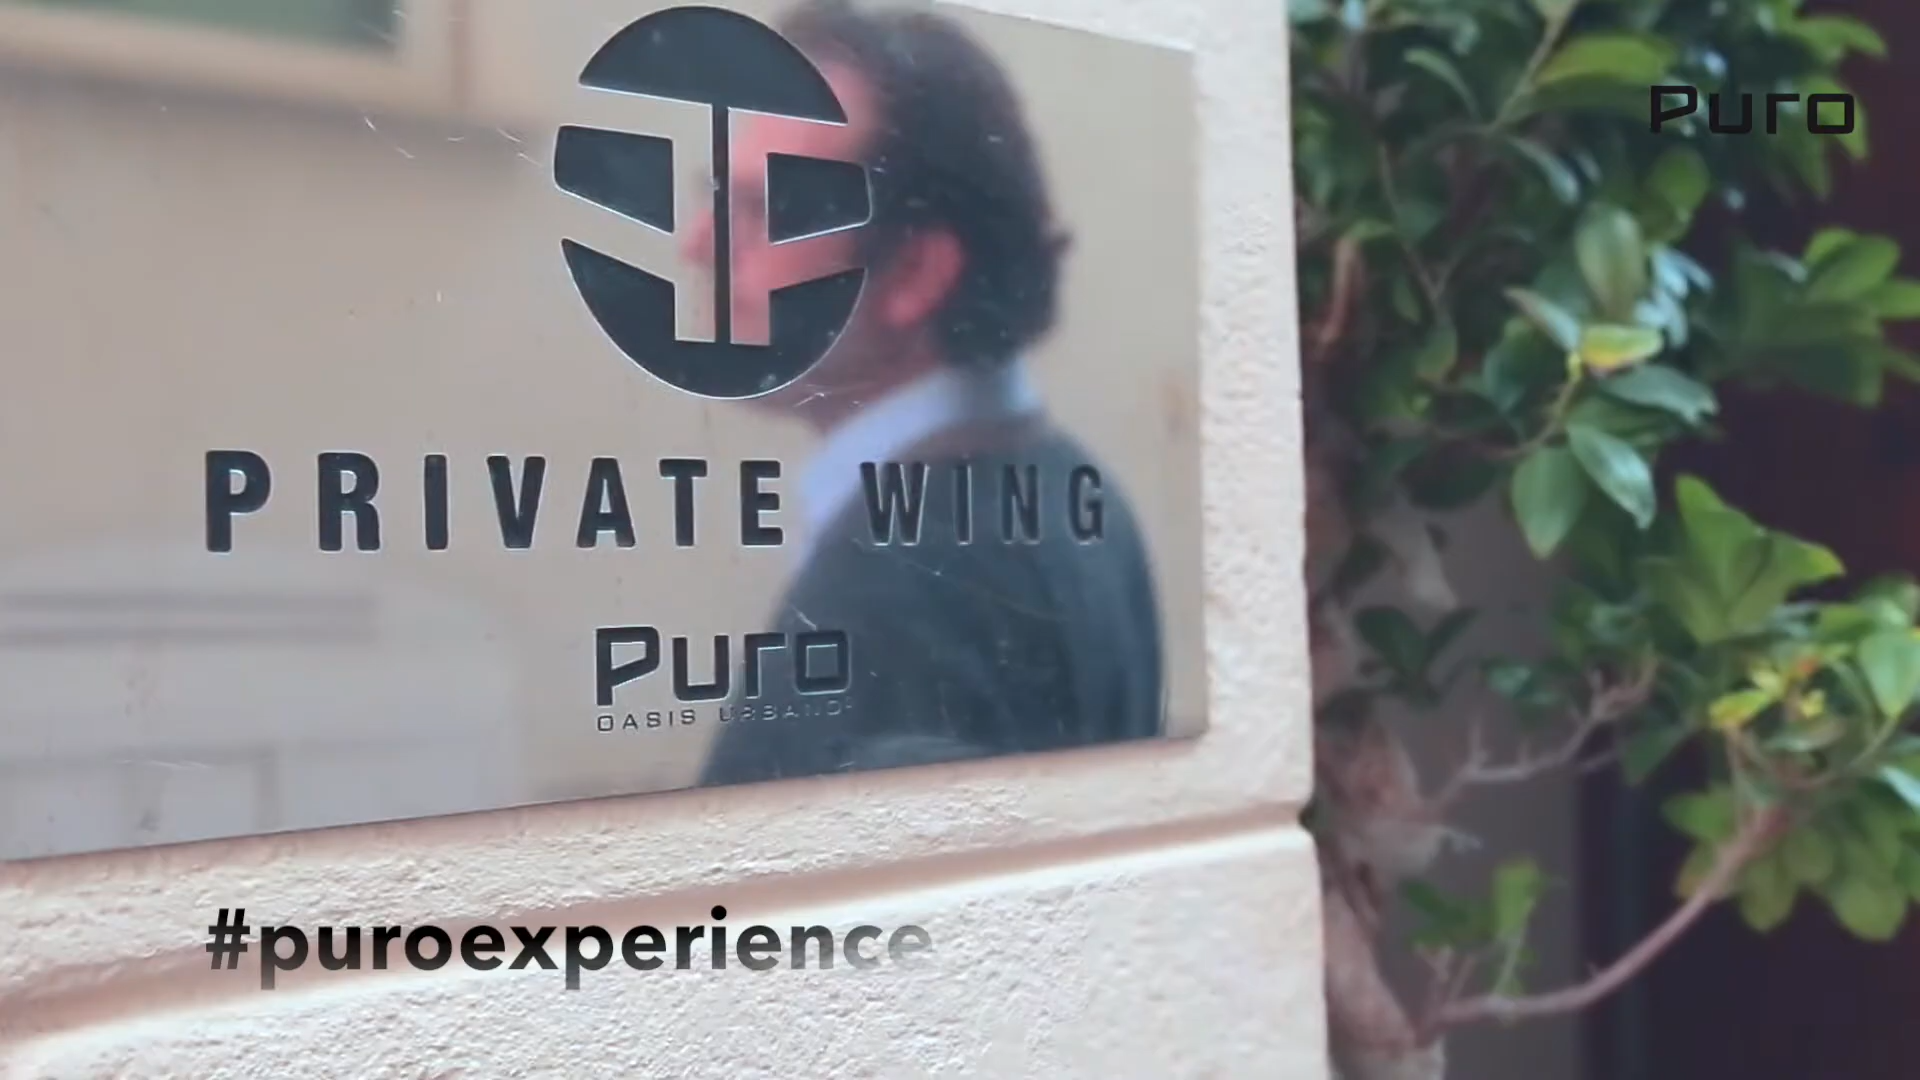 Puro
PRIVATE WING
Puro
OASIS URBANO
#puroexperience